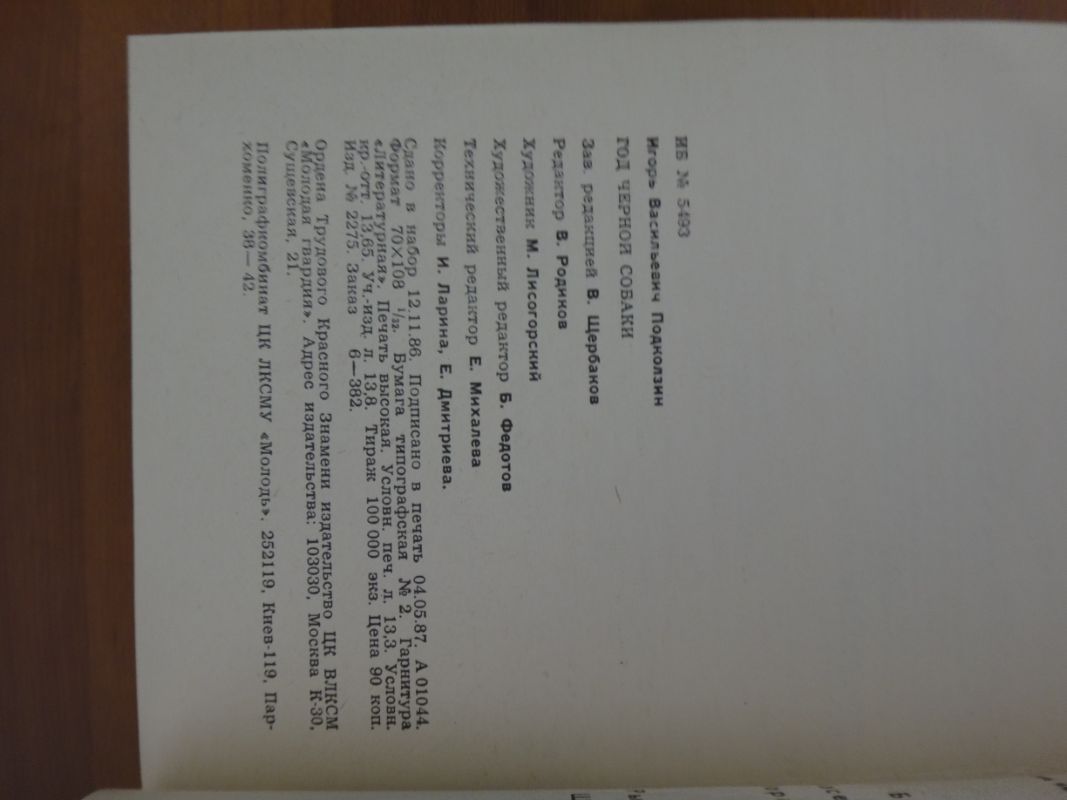 ИБ № 5493
Игорь Васильевич Подколзин
ГОД ЧЕРНОЙ СОБАКИ
Зав. редакцией В. Щербаков
Редактор В. Родиков
Художник М. Лисогорский
Художественный редактор Б. Федотов
Технический редактор Е. Михалева
Корректоры И. Ларина, Е. Дмитриева.
Сдано в набор 12.11.86. Подписано в печать 04.05.87. А 01044.
Формат 70×108 1/32. Бумага типографская № 2. Гарнитура
«Литературная». Печать высокая. Условн. печ. л. 13,3. Условн.
кр.-отт. 13,65. Уч.-изд. л. 13,8. Тираж 100 000 экз. Цена 90 коп.
Изд. № 2275. Заказ 6—382.
Ордена Трудового Красного Знамени издательство ЦК ВЛКСМ
«Молодая гвардия». Адрес издательства: 103030, Москва К-30,
Сущевская, 21.
Полиграфкомбинат ЦК ЛКСМУ «Молодь». 252119, Киев-119, Пар-
хоменко, 38—42.